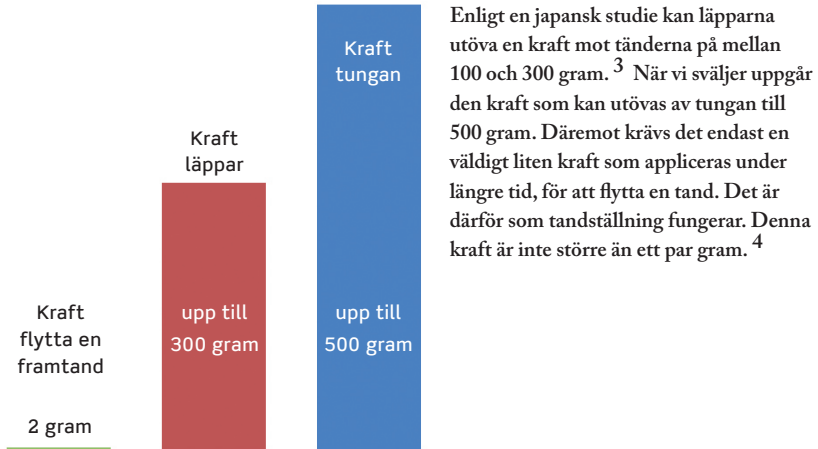 Kraft
flytta en
framtand
2 gram
Kraft
läppar
upp till
300 gram
Kraft
tungan
upp till
500 gram
Enligt en japansk studie kan läpparna
utöva en kraft mot tänderna på mellan
100 och 300 gram. 3 När vi sväljer uppgår
den kraft som kan utövas av tungan till
500 gram. Däremot krävs det endast en
väldigt liten kraft som appliceras under
längre tid, för att flytta en tand. Det är
därför som tandställning fungerar. Denna
kraft är inte större än ett par gram. 4